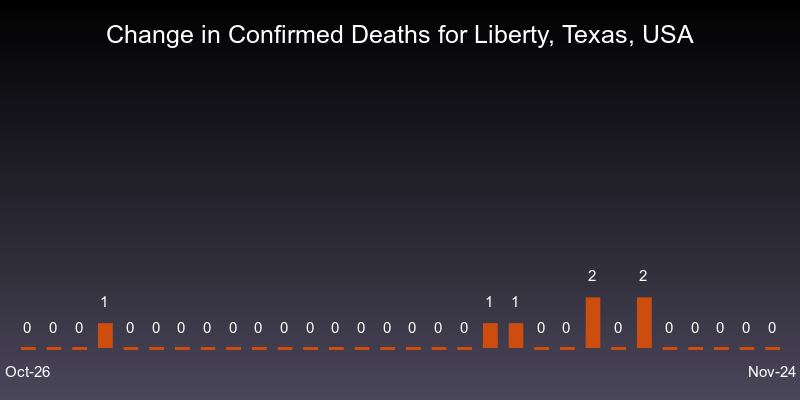 Change in Confirmed Deaths for Liberty, Texas, USA
2 2
1 1 1
0 0 0 0 0 0 0 0 0 0 0 0 0 0 0 0 0 0 0 0 0 0 0 0 0
Oct-26 Nov-24